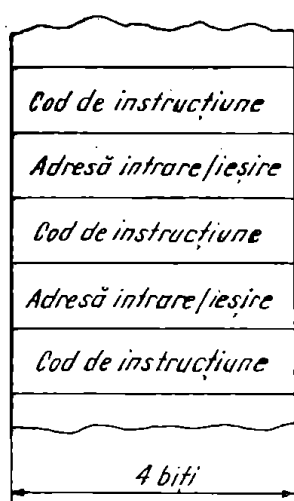 Cod de instrucțiune
Adresă intrare/ieșire
Cod de instrucțiune
Adresă intrare/ieșire
Cod de instrucțiune
4 biți